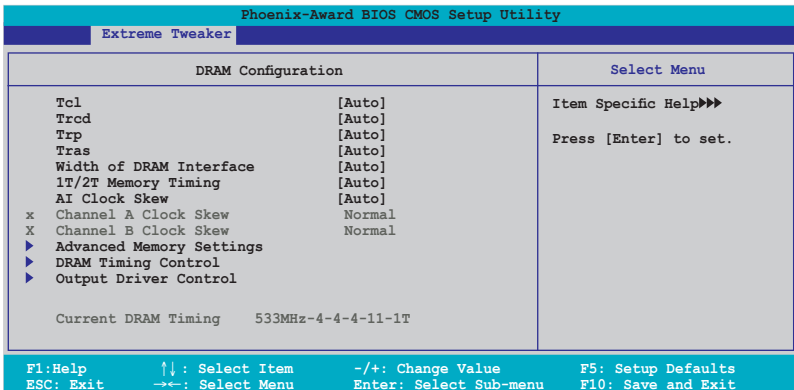 Phoenix-Award BIOS CMOS Setup Utility
Extreme Tweaker
DRAM Configuration
Select Menu
Tcl [Auto]
Trcd [Auto]
Trp [Auto]
Tras [Auto]
Width of DRAM Interface [Auto]
1T/2T Memory Timing [Auto]
AI Clock Skew [Auto]
x Channel A Clock Skew Normal
X Channel B Clock Skew Normal
Advanced Memory Settings
DRAM Timing Control
Output Driver Control
Current DRAM Timing 533MHz-4-4-4-11-1T
Item Specific Help
Press [Enter] to set.
F1:Help ↑↓ : Select Item -/+: Change Value F5: Setup Defaults
ESC: Exit →←: Select Menu Enter: Select Sub-menu F10: Save and Exit